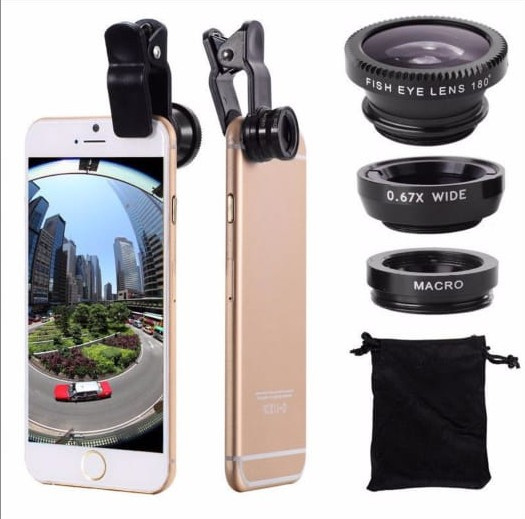 FISH EYE LENS 180°
0.67X WIDE
MACRO